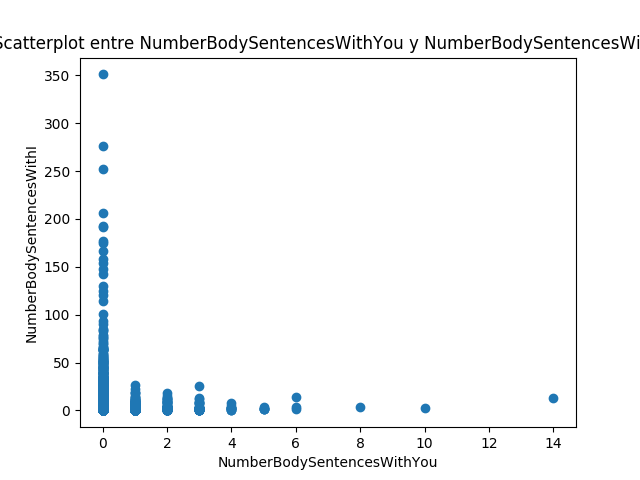 Scatterplot entre NumberBodySentencesWithYou y NumberBodySentencesWi
350
300
250
200
150
100
50
0
NumberBodySentencesWithI
0 2 4 6 8 10 12 14
NumberBodySentencesWithYou